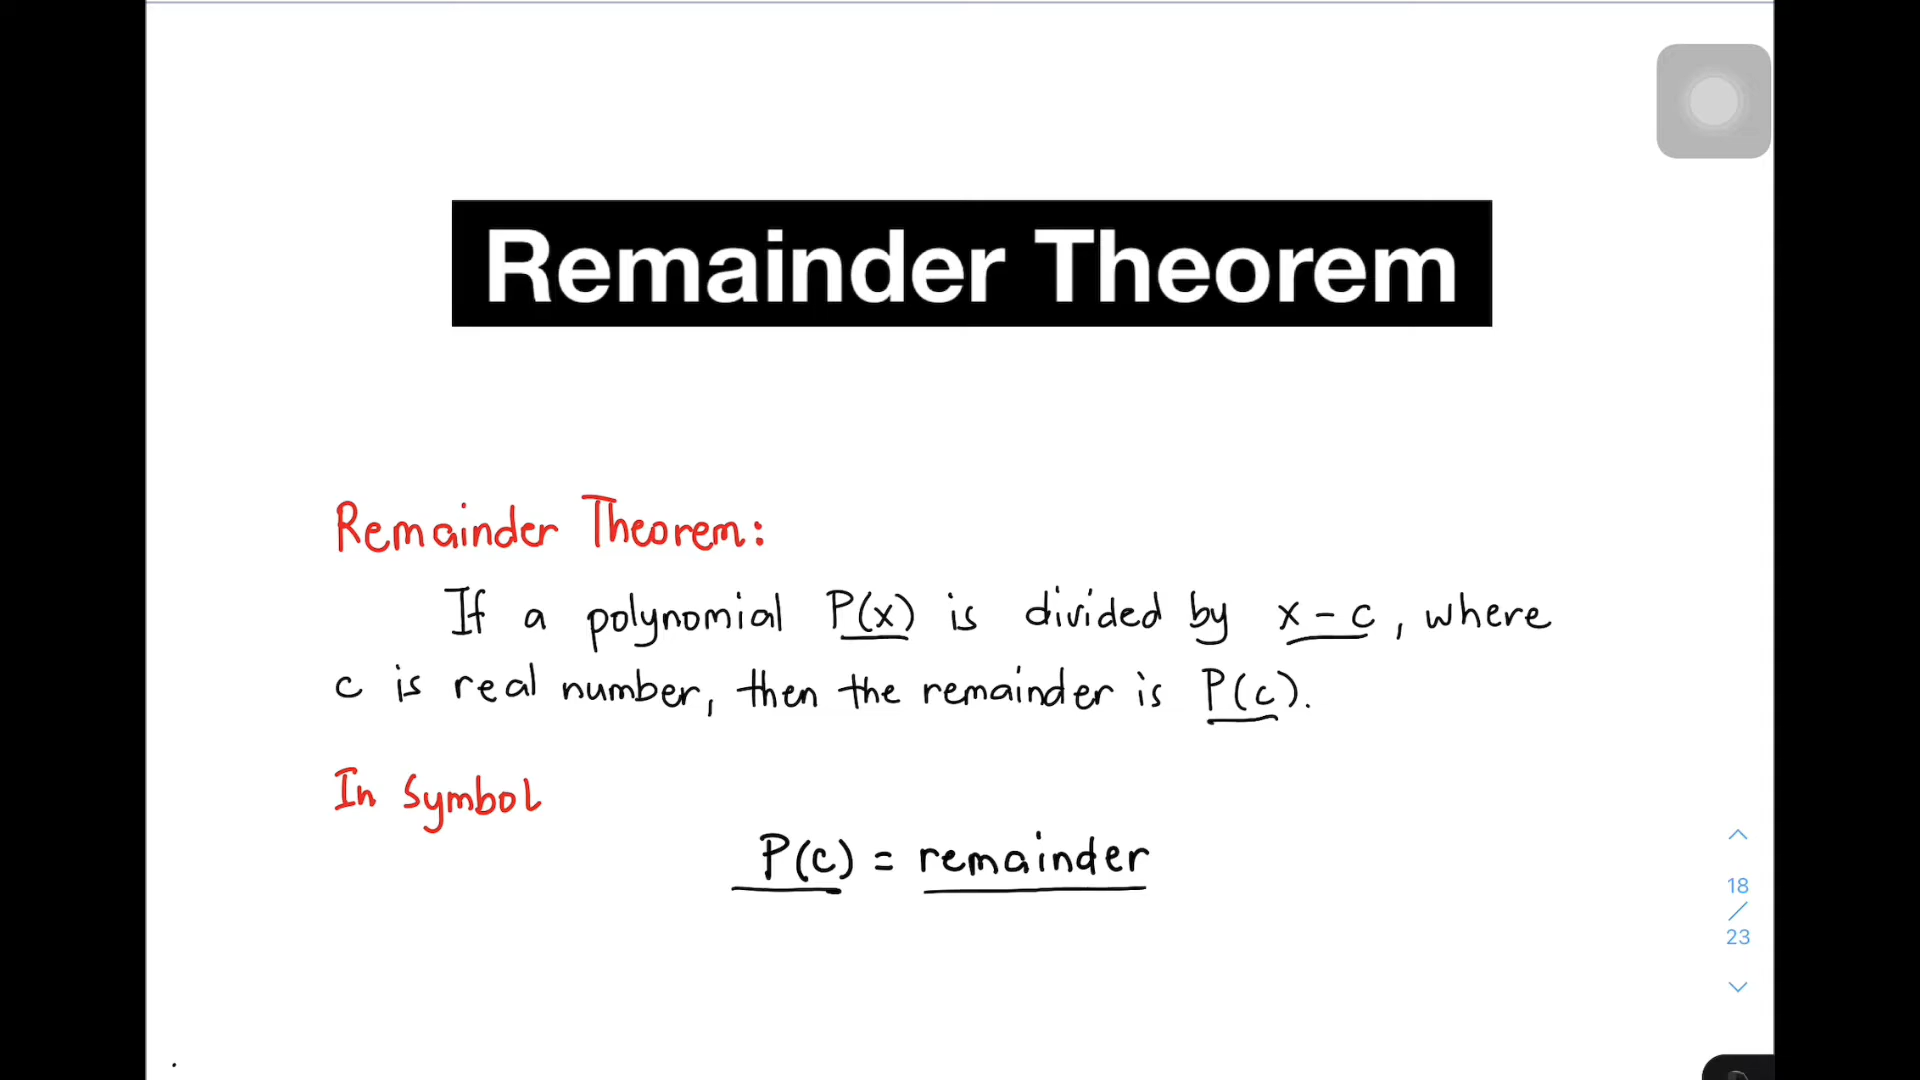 Remainder Theorem
Remainder Theorem:
If a polynomial P(x) is divided by x - c, where
c is real number, then the remainder is P(c).
In Symbol
P(c) = remainder
18
/
23